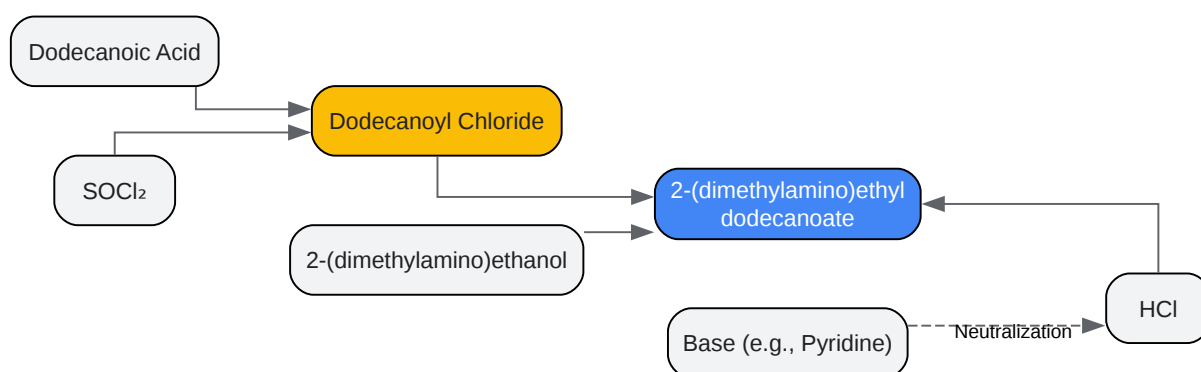 Dodecanoic Acid
Dodecanoyl Chloride
SOCl₂
2-(dimethylamino)ethyl
dodecanoate
2-(dimethylamino)ethanol
HCl
Base (e.g., Pyridine)
Neutralization